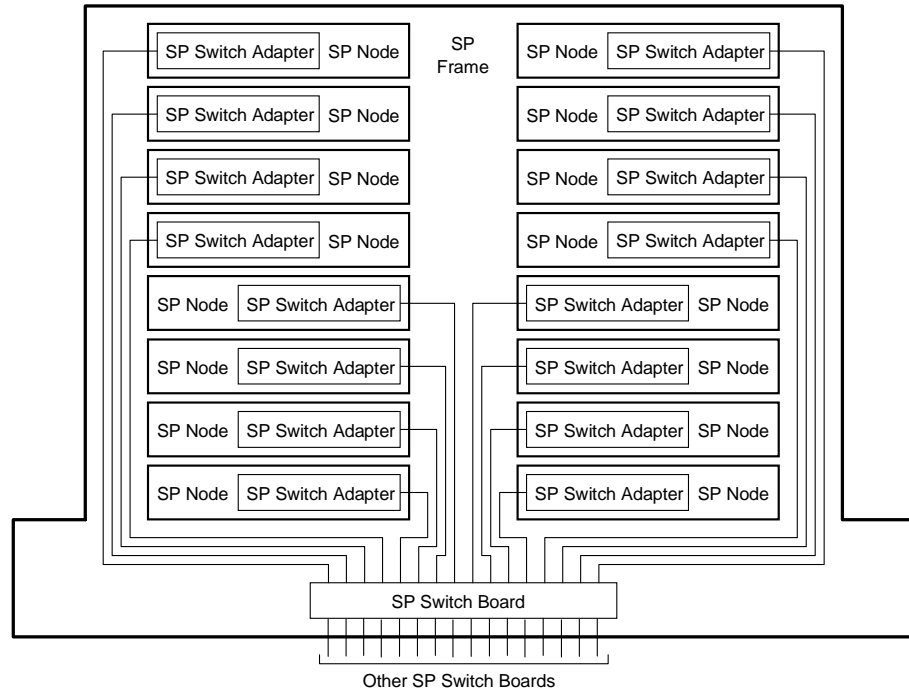 SP Switch Adapter SP Node SP Frame SP Node SP Switch Adapter
SP Switch Adapter SP Node SP Node SP Switch Adapter
SP Switch Adapter SP Node SP Node SP Switch Adapter
SP Switch Adapter SP Node SP Node SP Switch Adapter
SP Node SP Switch Adapter SP Switch Adapter SP Node
SP Node SP Switch Adapter SP Switch Adapter SP Node
SP Node SP Switch Adapter SP Switch Adapter SP Node
SP Node SP Switch Adapter SP Switch Adapter SP Node
SP Switch Board
Other SP Switch Boards